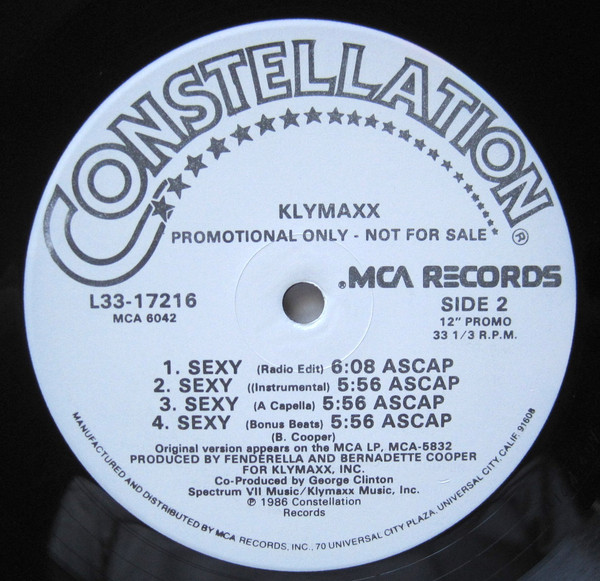 CONSTELLATION ®
KLYMAXX
PROMOTIONAL ONLY - NOT FOR SALE
MCA RECORDS
L33-17216
MCA 6042
SIDE 2
12" PROMO
33 1/3 R.P.M.
1. SEXY (Radio Edit) 6:08 ASCAP
2. SEXY ((Instrumental) 5:56 ASCAP
3. SEXY (A Capella) 5:56 ASCAP
4. SEXY (Bonus Beats) 5:56 ASCAP
(B. Cooper)
Original version appears on the MCA LP, MCA-5832
PRODUCED BY FENDERELLA AND BERNADETTE COOPER
FOR KLYMAXX, INC.
Co-Produced by George Clinton
Spectrum VII Music/Klymaxx Music, Inc.
℗ 1986 Constellation
Records
MANUFACTURED AND DISTRIBUTED BY MCA RECORDS, INC., 70 UNIVERSAL CITY PLAZA, UNIVERSAL CITY, CALIF. 91608